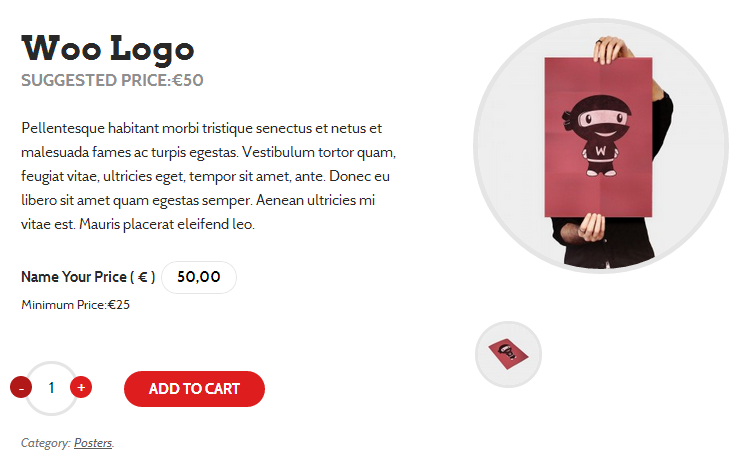 Woo Logo
SUGGESTED PRICE:€50
Pellentesque habitant morbi tristique senectus et netus et
malesuada fames ac turpis egestas. Vestibulum tortor quam,
feugiat vitae, ultricies eget, tempor sit amet, ante. Donec eu
libero sit amet quam egestas semper. Aenean ultricies mi
vitae est. Mauris placerat eleifend leo.
Name Your Price ( € ) 50,00
Minimum Price:€25
- 1 + ADD TO CART
Category: Posters.
W